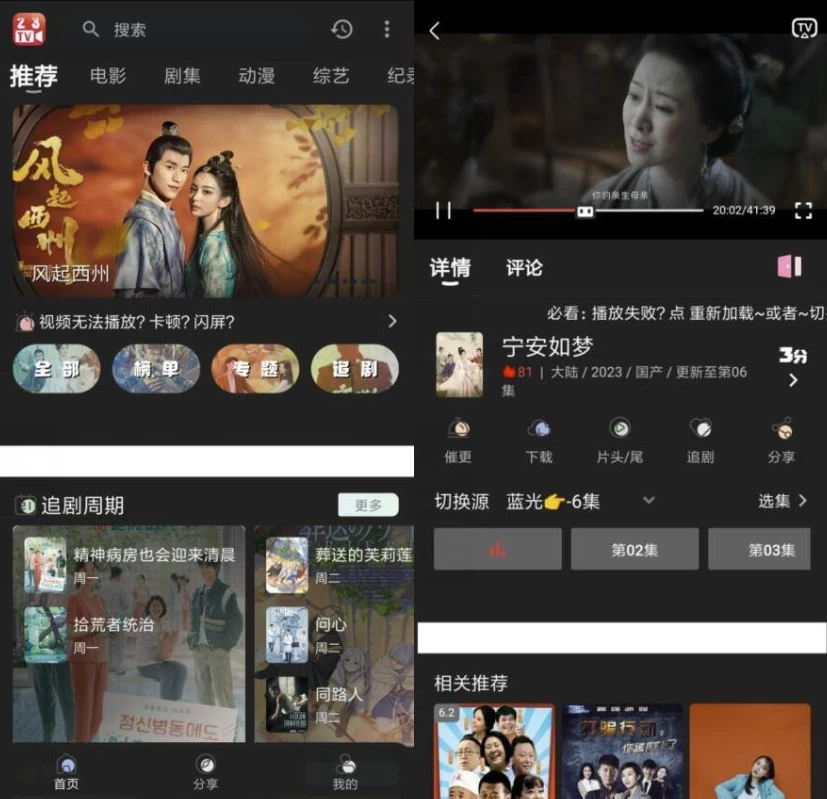 23
TV
搜索
推荐 电影 剧集 动漫 综艺 纪录
风起西州
风起西州
视频无法播放? 卡顿? 闪屏?
全部 榜单 专题 追剧
追剧周期
更多
精神病房也会迎来清晨
周一
拾荒者统治
周一
정신병동에도
葬送的芙莉莲
周二
问心
周二
同路人
周二
首页 分享 我的
TV
你的亲生母亲
20:02/41:39
详情 评论
必看：播放失败? 点 重新加载~或者~切
宁安如梦
81 | 大陆 / 2023 / 国产 / 更新至第06
集
3分
催更 下载 片头/尾 追剧 分享
切换源 蓝光👉-6集 选集
第02集 第03集
相关推荐
6.2